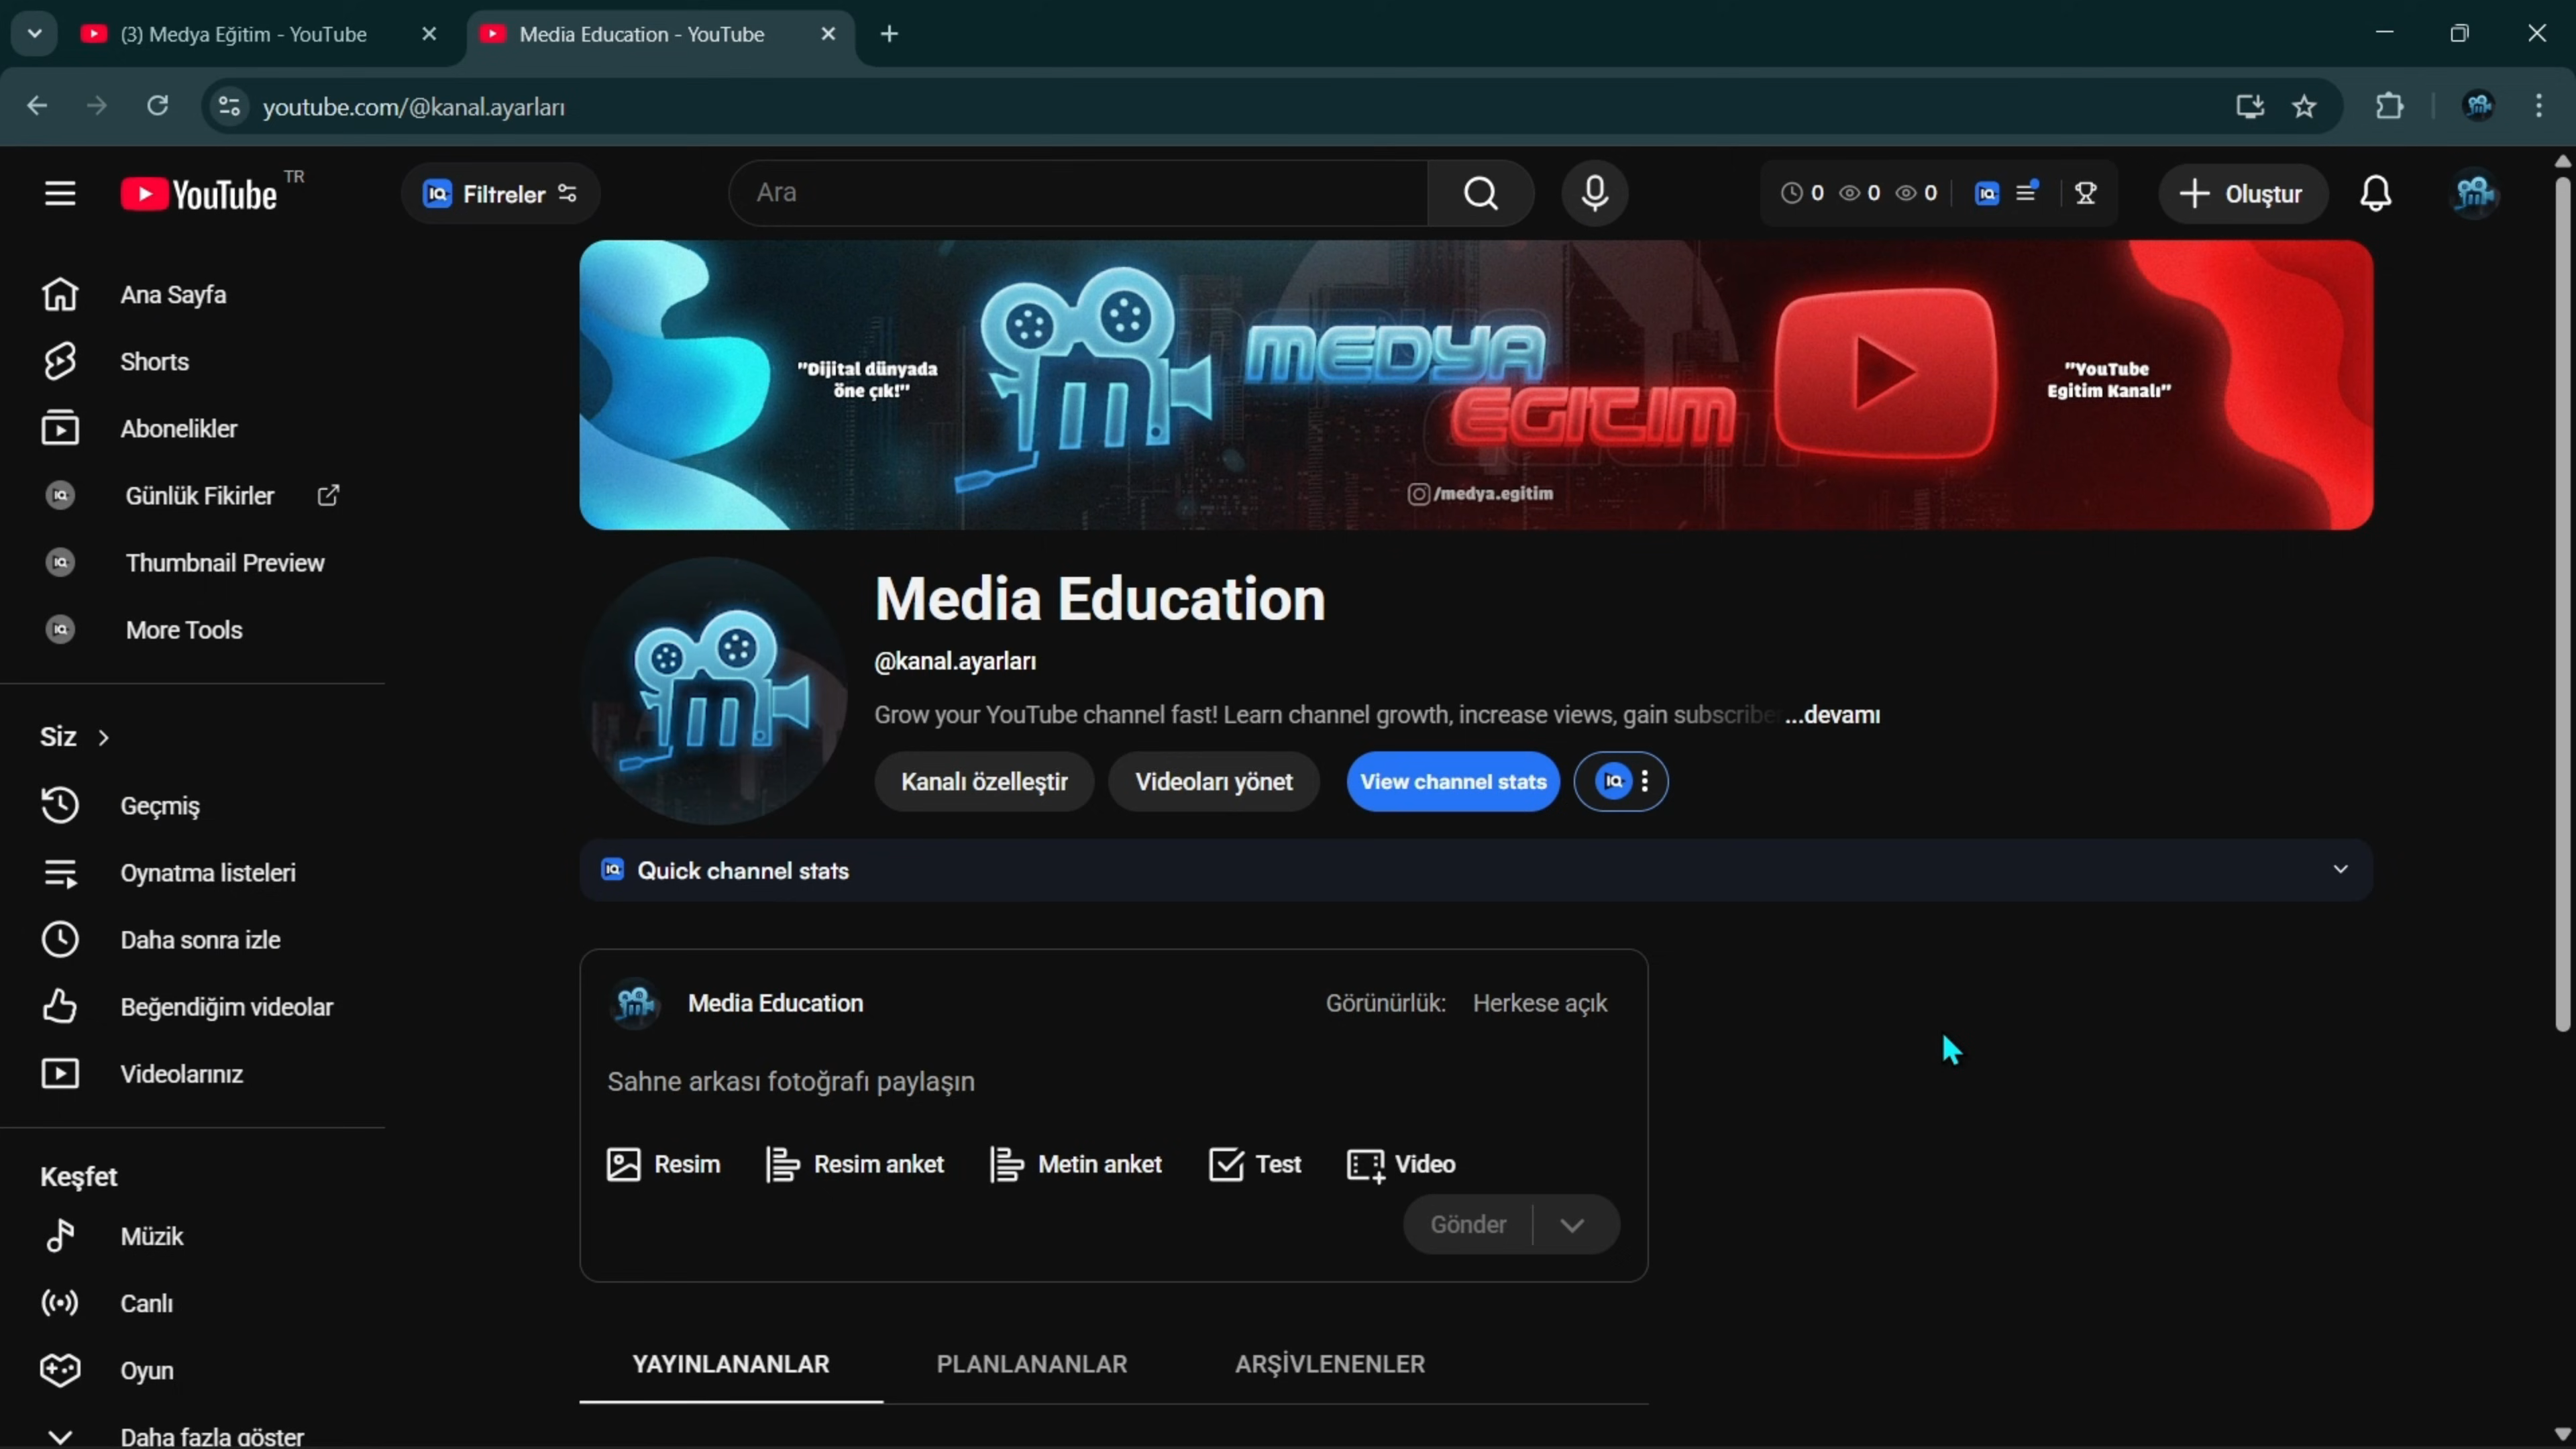 (3) Medya Eğitim - YouTube
Media Education - YouTube
youtube.com/@kanal.ayarları
YouTube TR
Filtreler
Ara
0 0 0
Oluştur
Ana Sayfa
Shorts
Abonelikler
Günlük Fikirler
Thumbnail Preview
More Tools
Siz
Geçmiş
Oynatma listeleri
Daha sonra izle
Beğendiğim videolar
Videolarınız
Keşfet
Müzik
Canlı
Oyun
Daha fazla göster
"Dijital dünyada
öne çık!"
MEDYA
EGITIM
"YouTube
Egitim Kanalı"
/medya.egitim
Media Education
@kanal.ayarları
Grow your YouTube channel fast! Learn channel growth, increase views, gain subscribe ...devamı
Kanalı özelleştir
Videoları yönet
View channel stats
Quick channel stats
Media Education
Görünürlük: Herkese açık
Sahne arkası fotoğrafı paylaşın
Resim
Resim anket
Metin anket
Test
Video
Gönder
YAYINLANANLAR
PLANLANANLAR
ARŞİVLENENLER